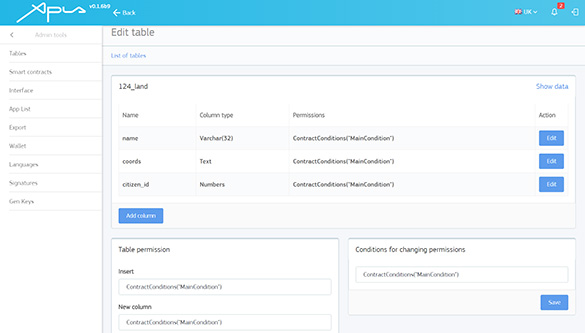 Apla
v0.1.6b9
Back
EN
2
Admin tools
Edit table
Tables
Smart contracts
Interface
App List
Export
Wallet
Languages
Signatures
Gen Keys
List of tables
124_land
Show data
Name Column type Permissions Action
name Varchar(32) ContractConditions("MainCondition") Edit
coords Text ContractConditions("MainCondition") Edit
citizen_id Numbers ContractConditions("MainCondition") Edit
Add column
Table permission
Insert
ContractConditions("MainCondition")
New column
ContractConditions("MainCondition")
Conditions for changing permissions
ContractConditions("MainCondition")
Save